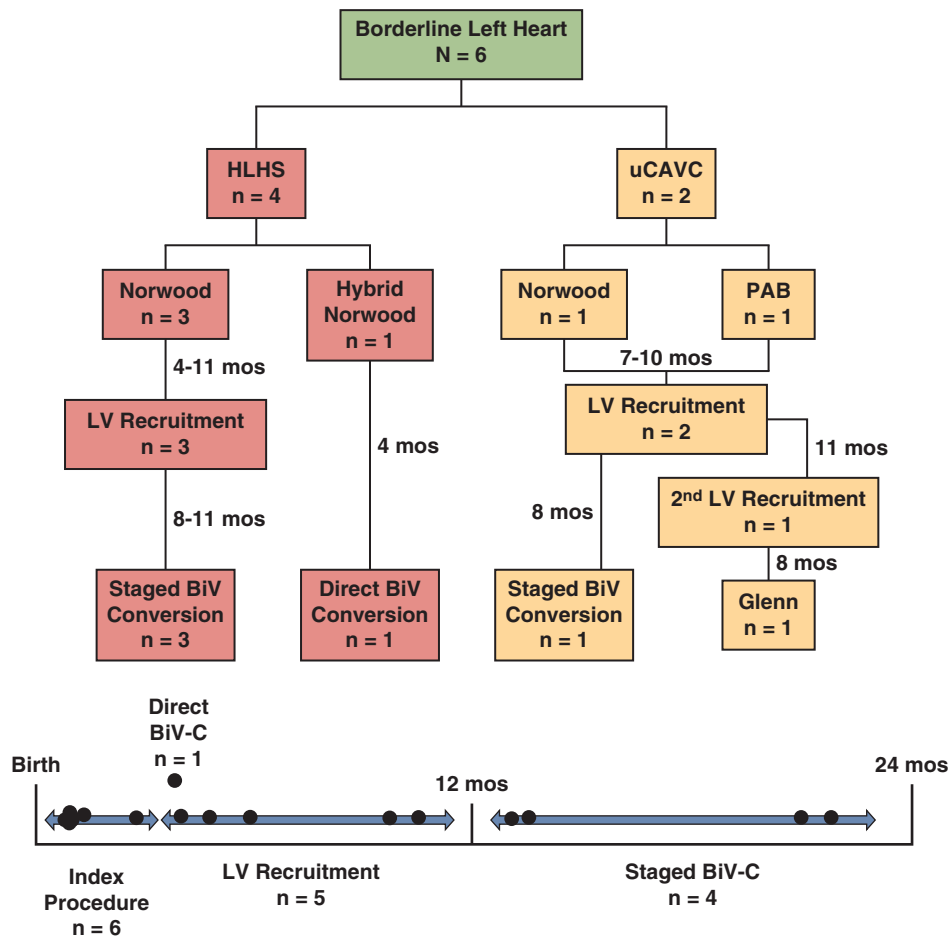 Borderline Left Heart
N = 6
HLHS
n = 4
uCAVC
n = 2
Norwood
n = 3
Hybrid
Norwood
n = 1
Norwood
n = 1
PAB
n = 1
4-11 mos
7-10 mos
LV Recruitment
n = 3
4 mos
LV Recruitment
n = 2
11 mos
8-11 mos
8 mos
2nd LV Recruitment
n = 1
8 mos
Staged BiV
Conversion
n = 3
Direct BiV
Conversion
n = 1
Staged BiV
Conversion
n = 1
Glenn
n = 1
Direct
BiV-C
n = 1
Birth
12 mos
24 mos
Index
Procedure
n = 6
LV Recruitment
n = 5
Staged BiV-C
n = 4